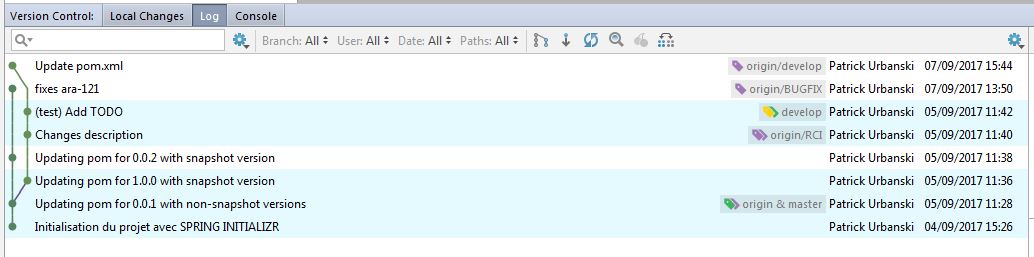 Version Control: Local Changes Log Console
Branch: All User: All Date: All Paths: All
Update pom.xml origin/develop Patrick Urbanski 07/09/2017 15:44
fixes ara-121 origin/BUGFIX Patrick Urbanski 07/09/2017 13:50
(test) Add TODO develop Patrick Urbanski 05/09/2017 11:42
Changes description origin/RCI Patrick Urbanski 05/09/2017 11:40
Updating pom for 0.0.2 with snapshot version Patrick Urbanski 05/09/2017 11:38
Updating pom for 1.0.0 with snapshot version Patrick Urbanski 05/09/2017 11:36
Updating pom for 0.0.1 with non-snapshot versions origin & master Patrick Urbanski 05/09/2017 11:28
Initialisation du projet avec SPRING INITIALIZR Patrick Urbanski 04/09/2017 15:26